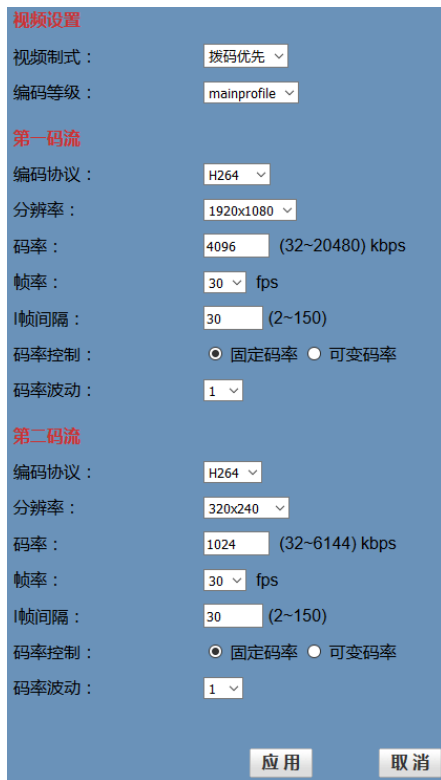 视频设置
视频制式： 拨码优先
编码等级： mainprofile
第一码流
编码协议： H264
分辨率： 1920x1080
码率： 4096 (32~20480) kbps
帧率： 30 fps
I帧间隔： 30 (2~150)
码率控制： 固定码率 可变码率
码率波动： 1
第二码流
编码协议： H264
分辨率： 320x240
码率： 1024 (32~6144) kbps
帧率： 30 fps
I帧间隔： 30 (2~150)
码率控制： 固定码率 可变码率
码率波动： 1
应用 取消